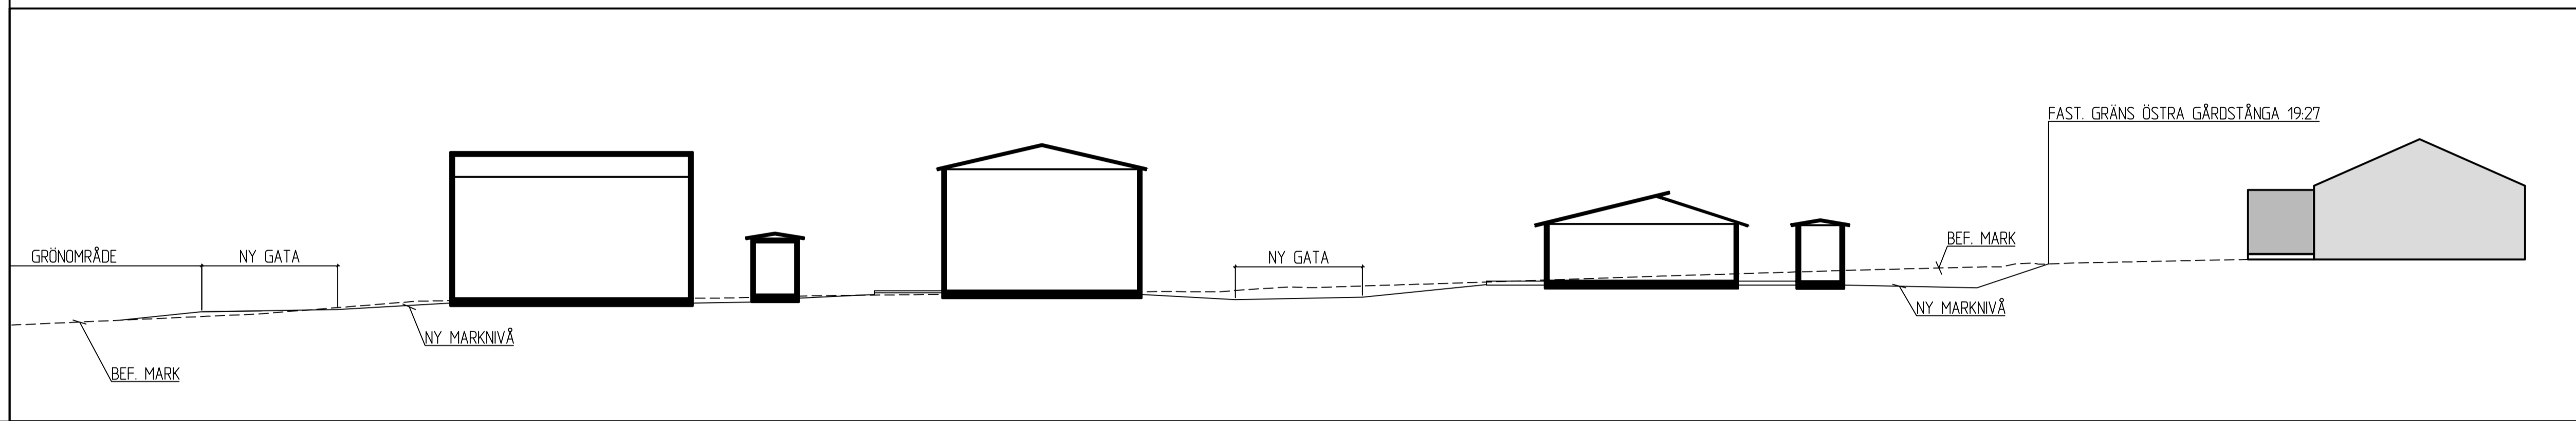 GRÖNOMRÅDE
NY GATA
BEF. MARK
NY MARKNIVÅ
NY GATA
BEF. MARK
NY MARKNIVÅ
FAST. GRÄNS ÖSTRA GÅRDSTÅNGA 19:27